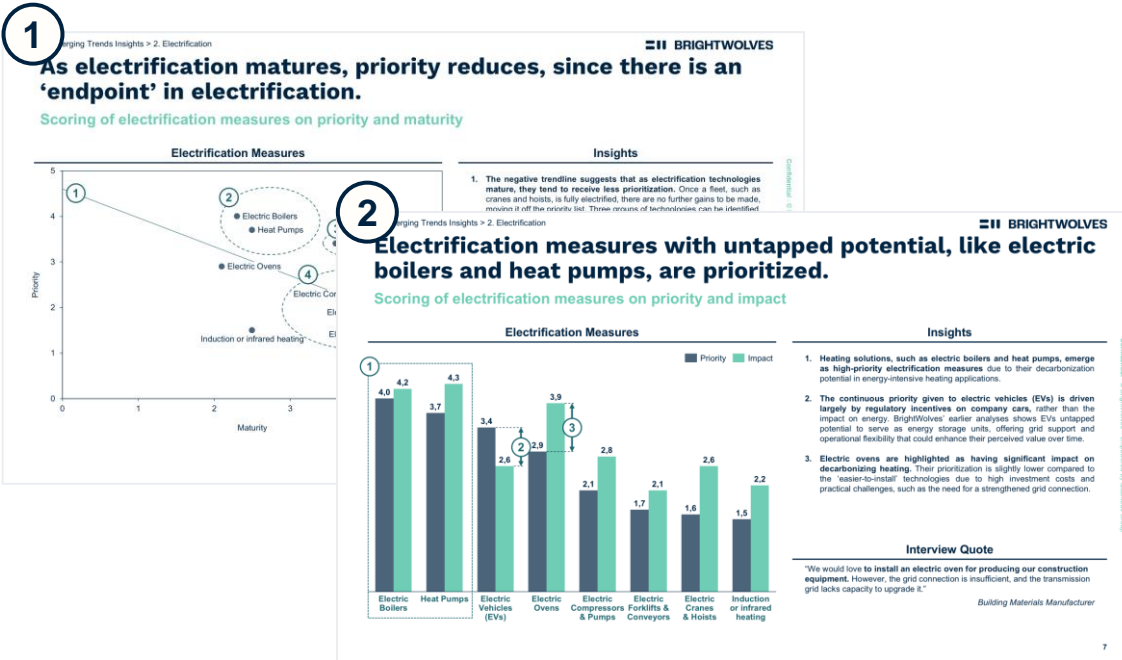 1
erging Trends Insights > 2. Electrification
BRIGHTWOLVES
As electrification matures, priority reduces, since there is an
‘endpoint’ in electrification.
Scoring of electrification measures on priority and maturity
Electrification Measures
Insights
5
4
3
2
1
0
0
1
2
3
Priority
Maturity
1
2
4
Electric Boilers
Heat Pumps
Electric Ovens
Electric
Induction or infrared heating
1. The negative trendline suggests that as electrification technologies
mature, they tend to receive less prioritization. Once a fleet, such as
cranes and hoists, is fully electrified, there are no further gains to be made,
moving it off the priority list. Three groups of technologies can be identified
Confidential
2
erging Trends Insights > 2. Electrification
BRIGHTWOLVES
Electrification measures with untapped potential, like electric
boilers and heat pumps, are prioritized.
Scoring of electrification measures on priority and impact
Electrification Measures
Priority
Impact
1
4,0
4,2
3,7
4,3
3,4
2,6
2
2,9
3,9
3
2,1
2,8
1,7
2,1
1,6
2,6
1,5
2,2
Electric
Boilers
Heat Pumps
Electric
Vehicles
(EVs)
Electric
Ovens
Electric
Compressors
& Pumps
Electric
Forklifts &
Conveyors
Electric
Cranes
& Hoists
Induction
or infrared
heating
Insights
1. Heating solutions, such as electric boilers and heat pumps, emerge
as high-priority electrification measures due to their decarbonization
potential in energy-intensive heating applications.
2. The continuous priority given to electric vehicles (EVs) is driven
largely by regulatory incentives on company cars, rather than the
impact on energy. BrightWolves’ earlier analyses shows EVs untapped
potential to serve as energy storage units, offering grid support and
operational flexibility that could enhance their perceived value over time.
3. Electric ovens are highlighted as having significant impact on
decarbonizing heating. Their prioritization is slightly lower compared to
the ‘easier-to-install’ technologies due to high investment costs and
practical challenges, such as the need for a strengthened grid connection.
Interview Quote
“We would love to install an electric oven for producing our construction
equipment. However, the grid connection is insufficient, and the transmission
grid lacks capacity to upgrade it.”
Building Materials Manufacturer
7